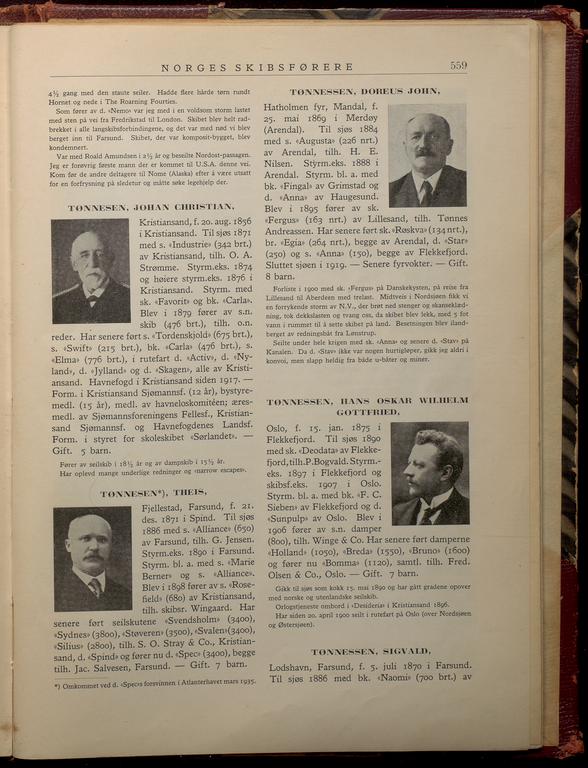 NORGES SKIBSFØRERE 559
4½ gang med den staute seiler. Hadde flere hårde tørn rundt
Hornet og nede i The Roarning Fourties.
Som fører av d. «Nemo» var jeg med i en voldsom storm lastet
med sten på vei fra Fredrikstad til London. Skibet blev helt rad-
brekket i alle langskibsforbindingene, og det var med nød vi blev
berget inn til Farsund. Skibet, der var komposit-bygget, blev
kondemnert.
Var med Roald Amundsen i 2½ år og besseilte Nordost-passagen.
Jeg er forøvrig første mann der er kommet til U.S.A. denne vei.
Kom før de andre deltagere til Nome (Alaska) efter å være utsatt
for en forfrysning på sledetur og måtte søke legehjelp der.
TØNNESEN, JOHAN CHRISTIAN,
Kristiansand, f. 20. aug. 1856
i Kristiansand. Til sjøs 1871
med s. «Industrie» (342 brt.)
av Kristiansand, tilh. O. A.
Strømme. Styrm.eks. 1874
og høiere styrm.eks. 1876 i
Kristiansand. Styrm. med
sk. «Favorit» og bk. «Carla».
Blev i 1879 fører av s.n.
skib (476 brt.), tilh. o.n.
reder. Har senere ført s. «Tordenskjold» (675 brt.),
s. «Swift» (215 brt.), bk. «Carla» (476 brt.), s.
«Elma» (776 brt.), i rutefart d. «Activ», d. «Ny-
land», d. «Jylland» og d. «Skagen», alle av Kristi-
ansand. Havnefogd i Kristiansand siden 1917. —
Form. i Kristiansand Sjømannsf. (12 år), bystyre-
medl. (15 år), medl. av havneloskomitéen; æres-
medl. av Sjømannsforeningens Fellesf., Kristian-
sand Sjømannsf. og Havnefogdenes Landsf.
Form. i styret for skoleskibet «Sørlandet». —
Gift. 5 barn.
Fører av seilskib i 18½ år og av dampskib i 15½ år.
Har oplevd mange underlige redninger og «narrow escapes».
TØNNESEN*), THEIS,
Fjellestad, Farsund, f. 21.
des. 1871 i Spind. Til sjøs
1886 med s. «Alliance» (650)
av Farsund, tilh. G. Jensen.
Styrm.eks. 1890 i Farsund.
Styrm. bl. a. med s. «Marie
Berner» og s. «Alliance».
Blev i 1898 fører av s. «Rose-
field» (680) av Kristiansand,
tilh. skibsr. Wingaard. Har
senere ført seilskutene «Svendsholm» (3400),
«Sydnes» (3800), «Støveren» (3500), «Svalen» (3400),
«Silius» (2800), tilh. S. O. Stray & Co., Kristian-
sand, d. «Spind» og fører nu d. «Spec» (3400), begge
tilh. Jac. Salvesen, Farsund. — Gift. 7 barn.
*) Omkommet ved d. «Spec»s forsvinnen i Atlanterhavet mars 1935.
TØNNESSEN, DOREUS JOHN,
Hatholmen fyr, Mandal, f.
25. mai 1869 i Merdøy
(Arendal). Til sjøs 1884
med s. «Augusta» (226 nrt.)
av Arendal, tilh. H. E.
Nilsen. Styrm.eks. 1888 i
Arendal. Styrm. bl. a. med
bk. «Fingal» av Grimstad og
d. «Anna» av Haugesund.
Blev i 1895 fører av sk.
«Fergus» (163 nrt.) av Lillesand, tilh. Tønnes
Andreassen. Har senere ført sk. «Røskva» (134 nrt.),
br. «Egia» (264 nrt.), begge av Arendal, d. «Star»
(250) og s. «Anna» (150), begge av Flekkefjord.
Sluttet sjøen i 1919. — Senere fyrvokter. — Gift.
8 barn.
Forliste i 1900 med sk. «Fergus» på Danskekysten, på reise fra
Lillesand til Aberdeen med trelast. Midtveis i Nordsjøen fikk vi
en forrykende storm av N.V., der brøt ned stenger og skanseklæd-
ning, tok dekkslasten og tvang oss, da skibet blev lekk, med 5 fot
vann i rummet til å sette skibet på land. Besetningen blev iland-
berget av redningsbåt fra Lønstrup.
Seilte under hele krigen med sk. «Anna» og senere d. «Stav» på
Kanalen. Da d. «Stav» ikke var nogen hurtigløper, gikk jeg aldri i
konvoi, men slapp heldig fra både u-båter og miner.
TØNNESSEN, HANS OSKAR WILHELM
GOTTFRIED,
Oslo, f. 15. jan. 1875 i
Flekkefjord. Til sjøs 1890
med sk. «Deodata» av Flekke-
fjord, tilh. P. Bogvald. Styrm.-
eks. 1897 i Flekkefjord og
skibsf.eks. 1907 i Oslo.
Styrm. bl. a. med bk. «F. C.
Sieben» av Flekkefjord og d.
«Sunpulp» av Oslo. Blev i
1906 fører av s.n. damper
(800), tilh. Winge & Co. Har senere ført damperne
«Holland» (1050), «Breda» (1550), «Bruno» (1600)
og fører nu «Bomma» (1120), samtl. tilh. Fred.
Olsen & Co., Oslo. — Gift. 7 barn.
Gikk til sjøs som kokk 15. mai 1890 og har gått gradene opover
med norske og utenlandske seilskib.
Orlogstjeneste ombord i «Desideria» i Kristiansand 1896.
Har siden 20. april 1900 seilt i rutefart på Oslo (over Nordsjøen
og Østersjøen).
TØNNESSEN, SIGVALD,
Lodshavn, Farsund, f. 5. juli 1870 i Farsund.
Til sjøs 1886 med bk. «Naomi» (700 brt.) av